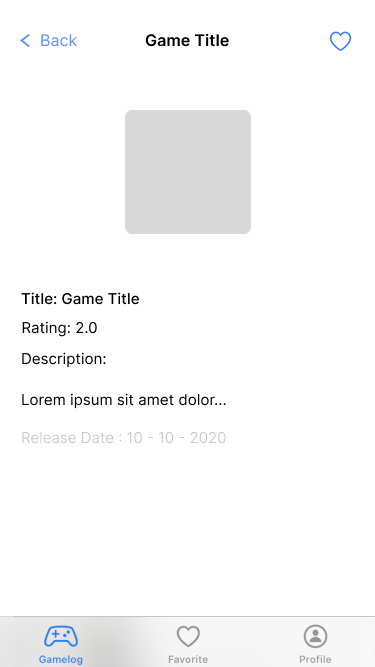 Back
Game Title
Title: Game Title
Rating: 2.0
Description:
Lorem ipsum sit amet dolor...
Release Date : 10 - 10 - 2020
Gamelog
Favorite
Profile